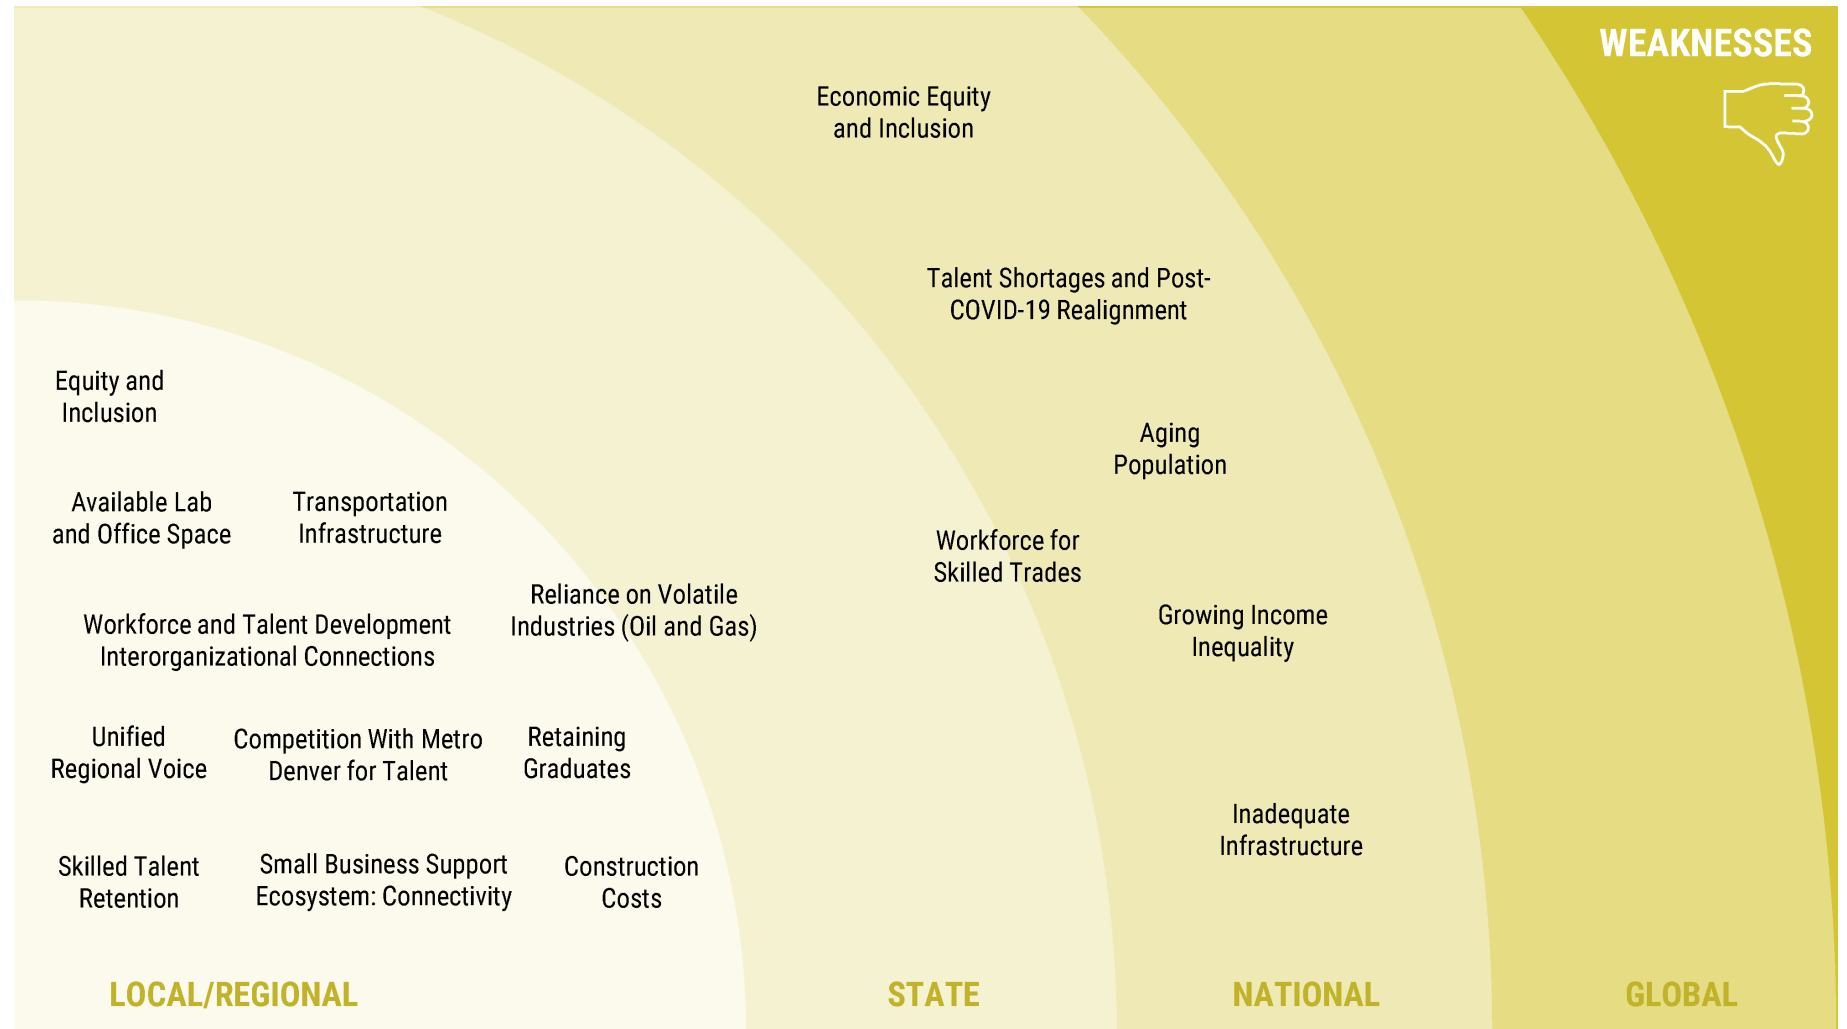 WEAKNESSES
Economic Equity
and Inclusion
Talent Shortages and Post-
COVID-19 Realignment
Equity and
Inclusion
Aging
Population
Available Lab
and Office Space
Transportation
Infrastructure
Workforce for
Skilled Trades
Reliance on Volatile
Industries (Oil and Gas)
Workforce and Talent Development
Interorganizational Connections
Growing Income
Inequality
Unified
Regional Voice
Competition With Metro
Denver for Talent
Retaining
Graduates
Inadequate
Infrastructure
Skilled Talent
Retention
Small Business Support
Ecosystem: Connectivity
Construction
Costs
LOCAL/REGIONAL
STATE
NATIONAL
GLOBAL